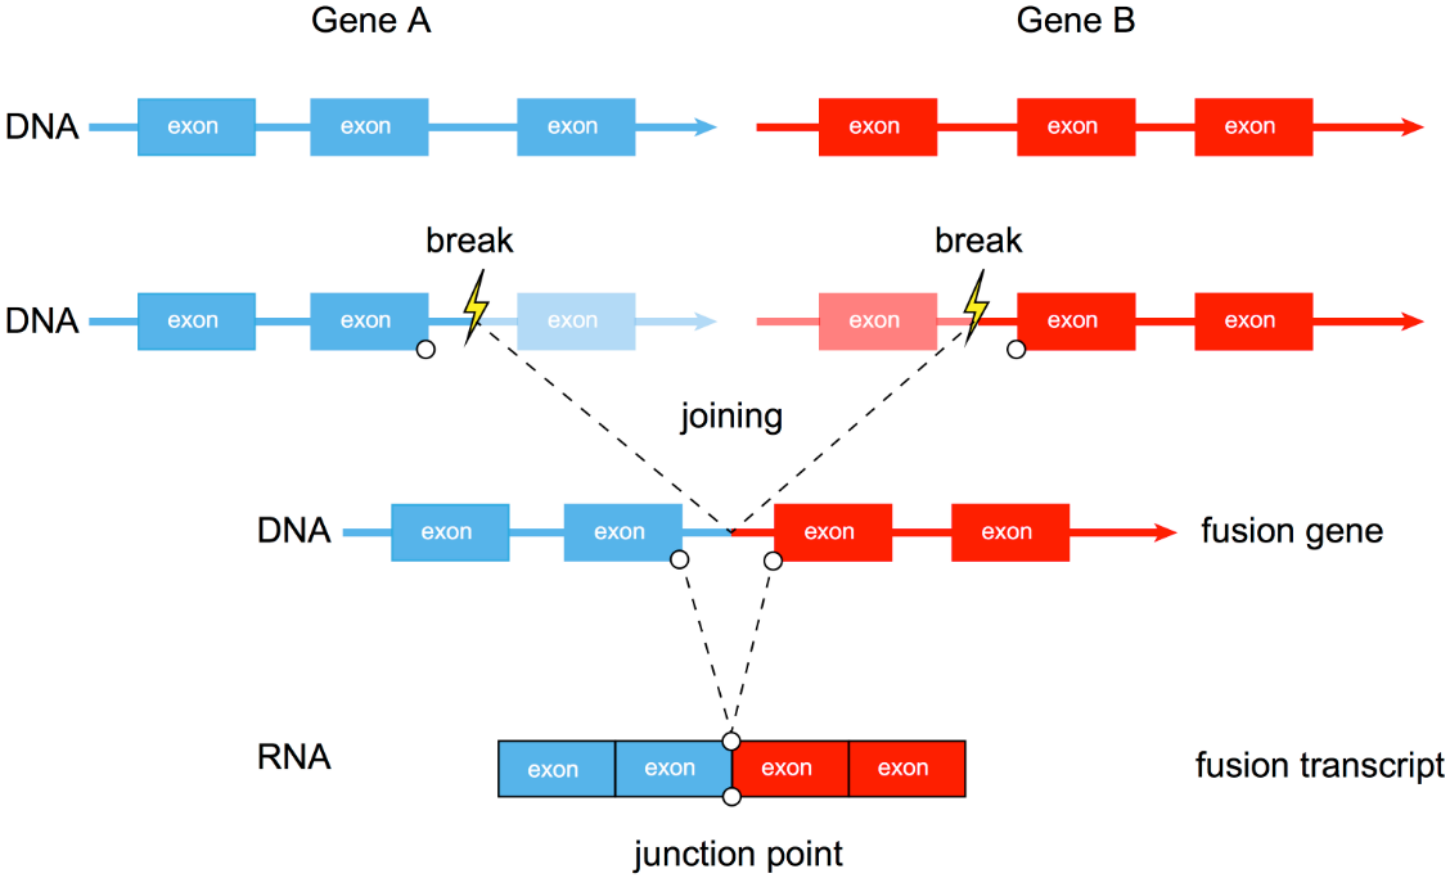 Gene A Gene B
DNA exon exon exon exon exon exon
break break
DNA exon exon exon exon exon exon
joining
DNA exon exon exon exon fusion gene
RNA exon exon exon exon fusion transcript
junction point